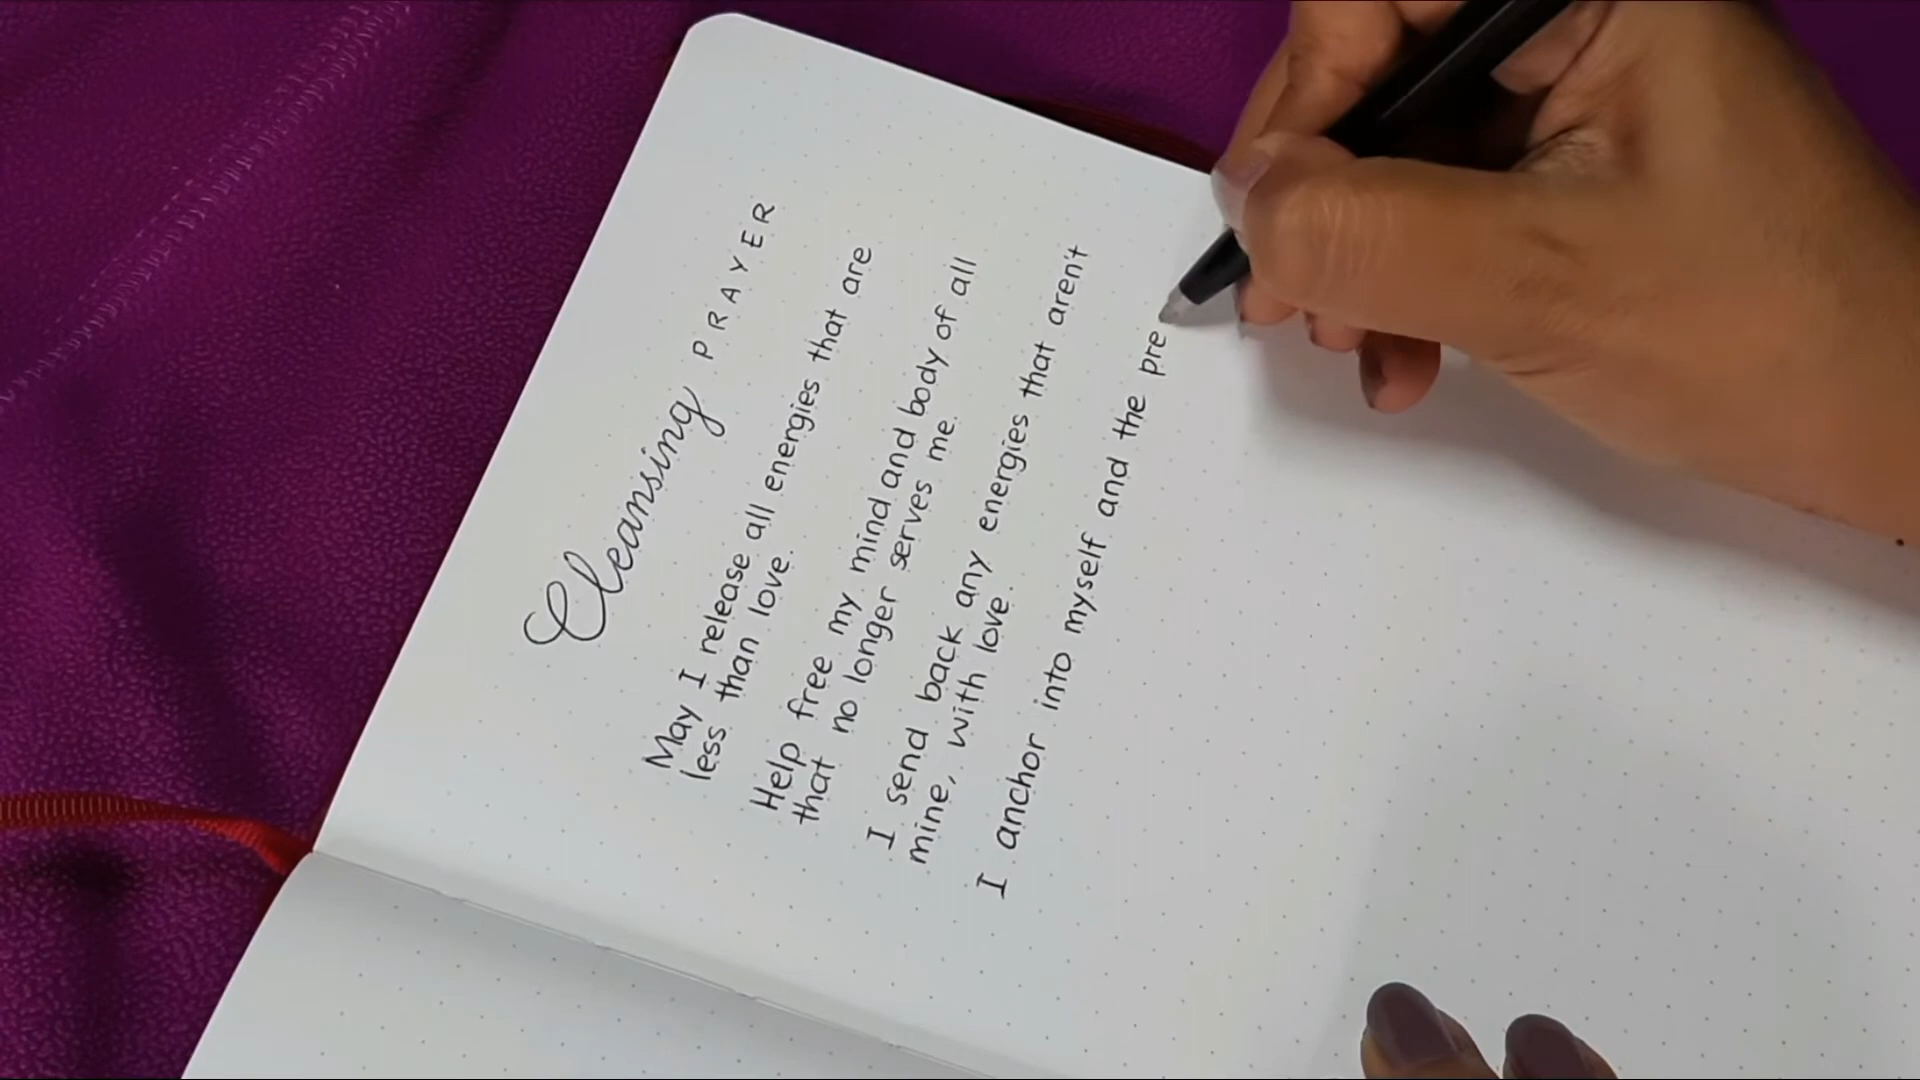 Cleansing PRAYER
May I release all energies that are
less than love.
Help free my mind and body of all
that no longer serves me.
I send back any energies that aren't
mine, with love.
I anchor into myself and the pre